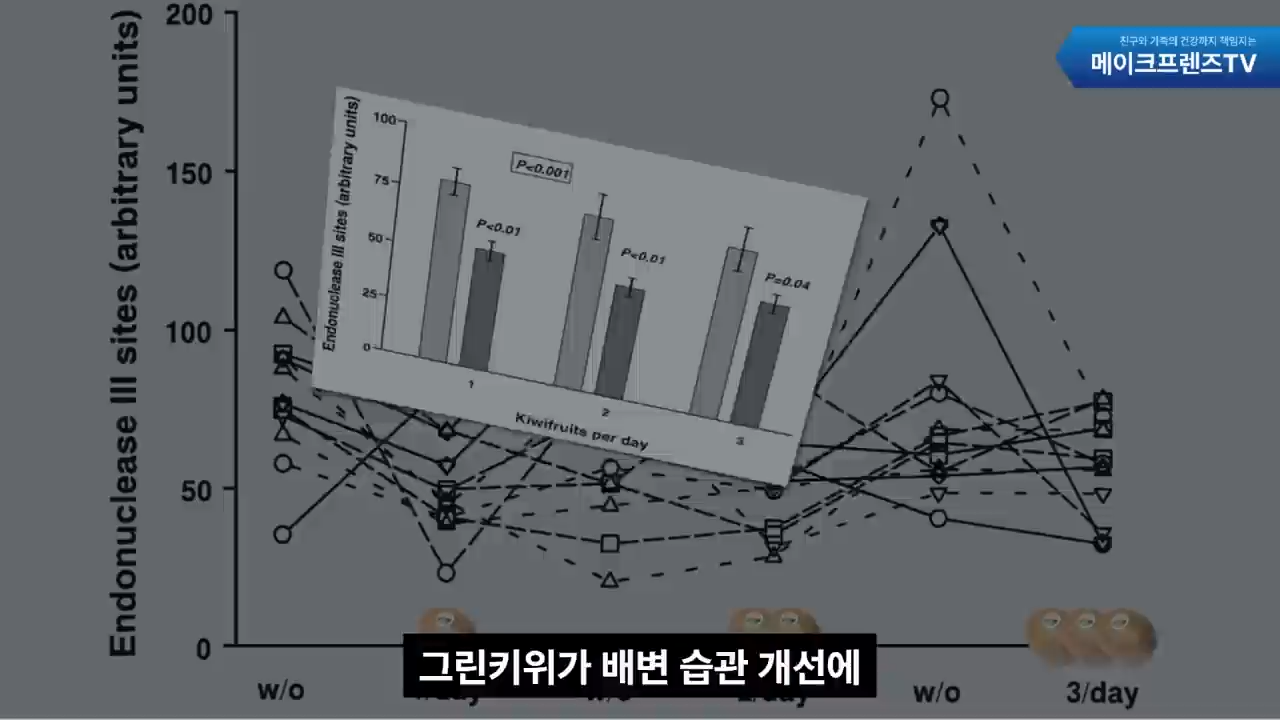 친구와 가족의 건강까지 책임지는
메이크프렌즈TV
Endonuclease III sites (arbitrary units)
200
150
100
50
0
Endonuclease III sites (arbitrary units)
100
75
50
25
0
P<0.001
P<0.01
P<0.01
P=0.04
1
2
3
Kiwifruits per day
w/o
w/o
3/day
그린키위가 배변 습관 개선에